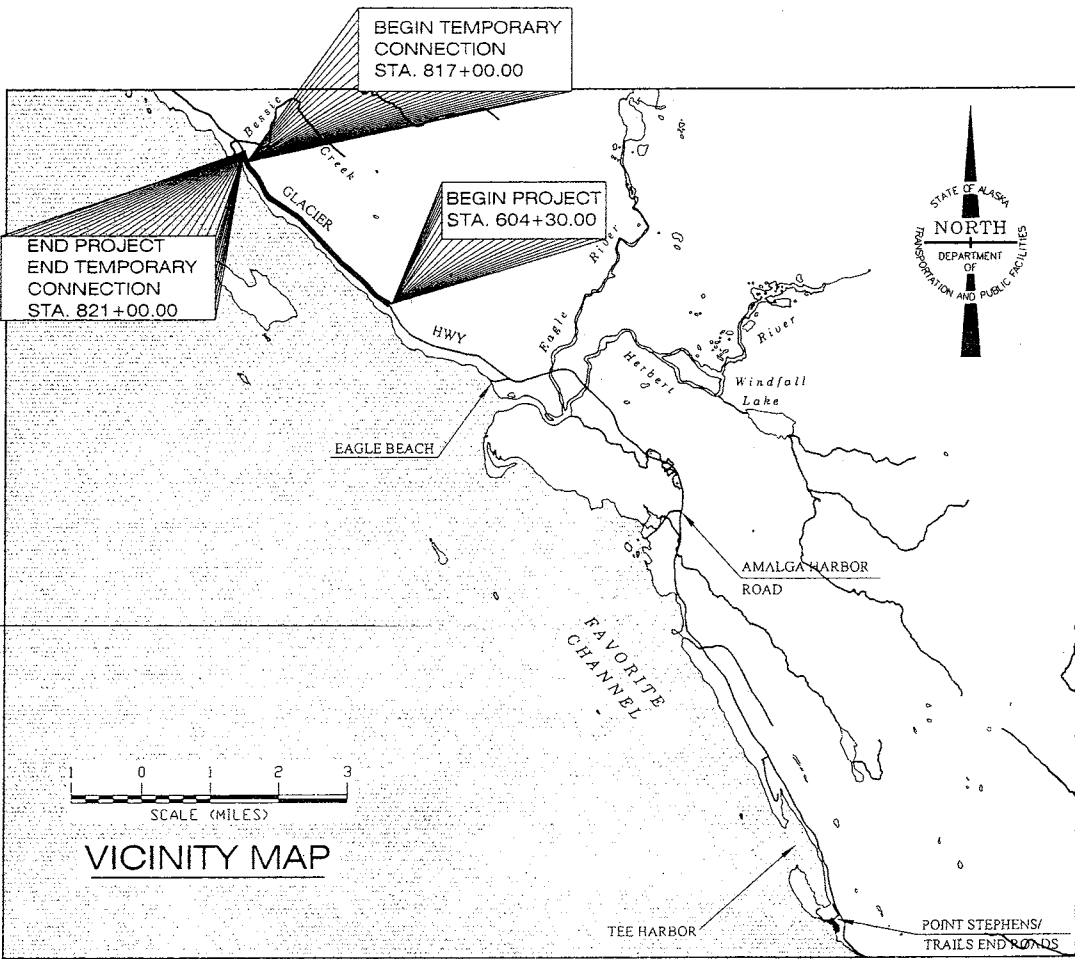 BEGIN TEMPORARY
CONNECTION
STA. 817+00.00
Bessie
Creek
GLACIER
BEGIN PROJECT
STA. 604+30.00
END PROJECT
END TEMPORARY
CONNECTION
STA. 821+00.00
HWY
Eagle
River
Herbert
River
Windfall
Lake
STATE OF ALASKA
NORTH
DEPARTMENT
OF
TRANSPORTATION AND PUBLIC FACILITIES
EAGLE BEACH
AMALGA HARBOR
ROAD
FAVORITE
CHANNEL
1 0 1 2 3
SCALE (MILES)
VICINITY MAP
TEE HARBOR
POINT STEPHENS/
TRAILS END ROADS